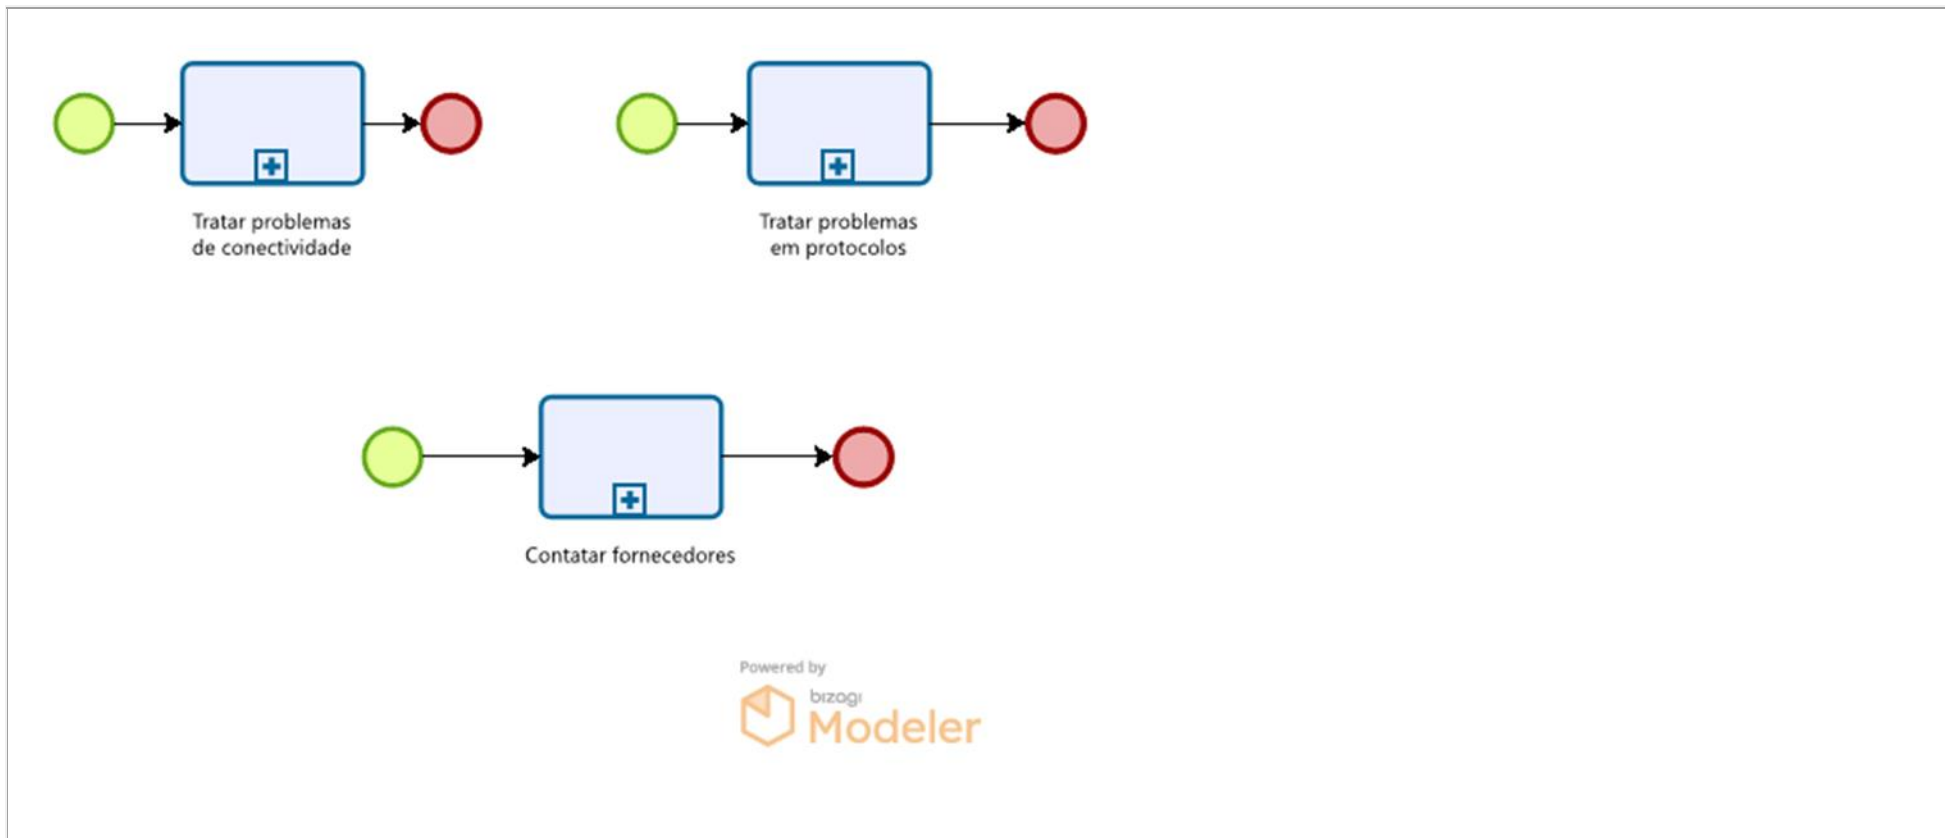 Tratar problemas
de conectividade
Tratar problemas
em protocolos
Contatar fornecedores
Powered by
bizagi
Modeler